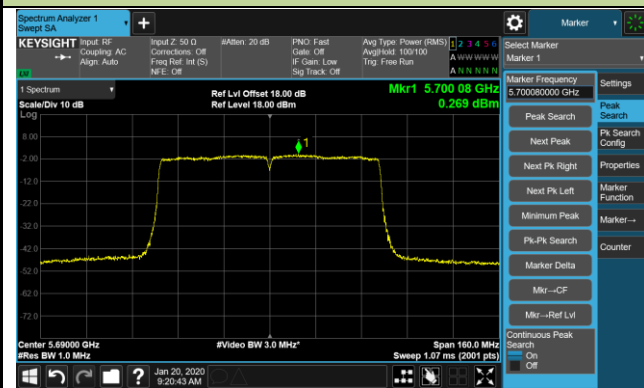 Spectrum Analyzer 1
Swept SA
+
Marker
KEYSIGHT
Input: RF
Coupling: AC
Align: Auto
Input Z: 50 Ω
Corrections: Off
Freq Ref: Int (S)
NFE: Off
#Atten: 20 dB
PNO: Fast
Gate: Off
IF Gain: Low
Sig Track: Off
Avg Type: Power (RMS)
Avg|Hold: 100/100
Trig: Free Run
1 2 3 4 5 6
A W W W W W
A N N N N N
Select Marker
Marker 1
1 Spectrum
Scale/Div 10 dB
Log
Ref Lvl Offset 18.00 dB
Ref Level 18.00 dBm
Mkr1 5.700 08 GHz
0.269 dBm
1
8.00
-2.00
-12.0
-22.0
-32.0
-42.0
-52.0
-62.0
-72.0
Center 5.69000 GHz
#Res BW 1.0 MHz
#Video BW 3.0 MHz*
Span 160.0 MHz
Sweep 1.07 ms (2001 pts)
Marker Frequency
5.700080000 GHz
Peak Search
Next Peak
Next Pk Right
Next Pk Left
Minimum Peak
Pk-Pk Search
Marker Delta
Mkr→CF
Mkr→Ref Lvl
Continuous Peak
Search
On
Off
Settings
Peak
Search
Pk Search
Config
Properties
Marker
Function
Marker→
Counter
?
Jan 20, 2020
9:20:43 AM